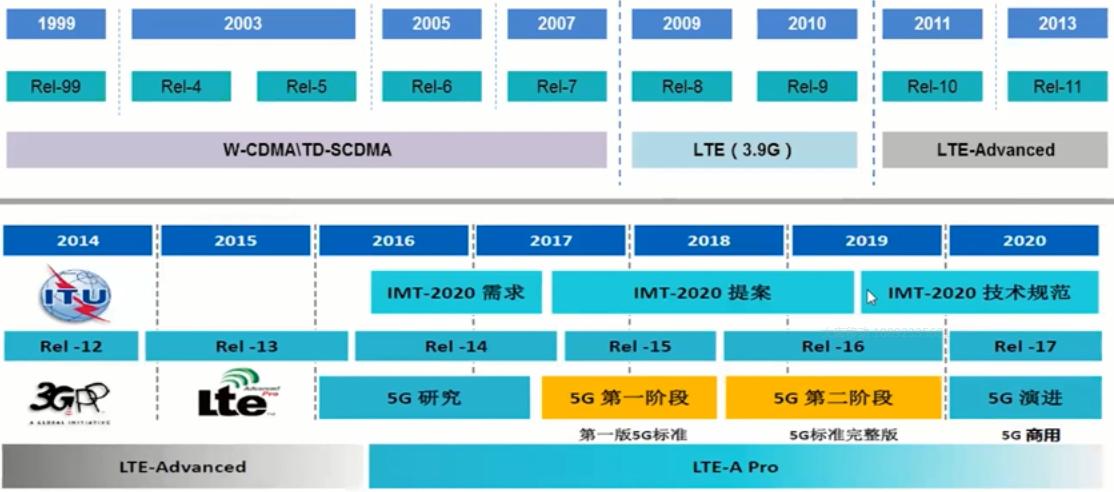 1999 2003 2005 2007 2009 2010 2011 2013
Rel-99 Rel-4 Rel-5 Rel-6 Rel-7 Rel-8 Rel-9 Rel-10 Rel-11
W-CDMA\TD-SCDMA LTE（3.9G） LTE-Advanced
2014 2015 2016 2017 2018 2019 2020
ITU IMT-2020 需求 IMT-2020 提案 IMT-2020 技术规范
Rel -12 Rel -13 Rel -14 Rel -15 Rel -16 Rel -17
3GPP A GLOBAL INITIATIVE Lte Advanced Pro 5G 研究 5G 第一阶段 5G 第二阶段 5G 演进
第一版5G标准 5G标准完整版 5G 商用
LTE-Advanced LTE-A Pro